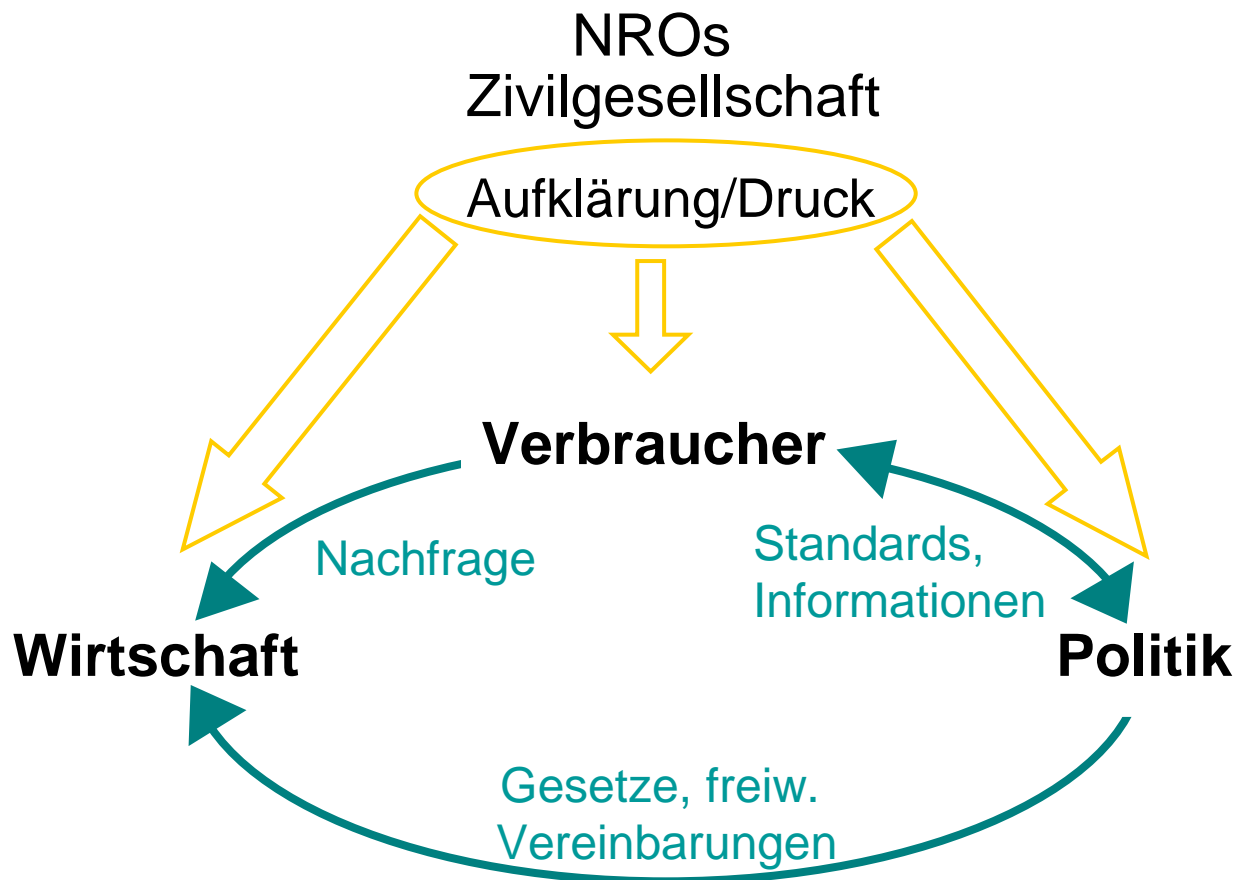 NROs
Zivilgesellschaft
Aufklärung/Druck
Verbraucher
Nachfrage
Standards,
Informationen
Wirtschaft
Politik
Gesetze, freiw.
Vereinbarungen